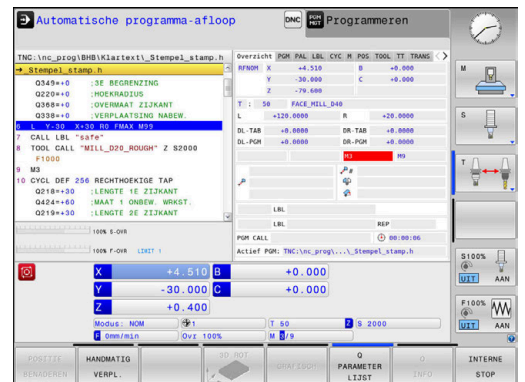 Automatische programma-afloop
DNC
PGM MGT
Programmeren
TNC:\nc_prog\BHB\Klartext\_Stempel_stamp.h
→_Stempel_stamp.h
Q349=+0 ;3E BEGRENZING
Q220=+0 ;HOEKRADIUS
Q368=+0 ;OVERMAAT ZIJKANT
Q338=+0 ;VERPLAATSING NABEW.
6 L Y-30 X+30 R0 FMAX M99
7 CALL LBL "safe"
8 TOOL CALL "MILL_D20_ROUGH" Z S2000
F1000
9 M3
10 CYCL DEF 256 RECHTHOEKIGE TAP
Q218=+30 ;LENGTE 1E ZIJKANT
Q424=+60 ;MAAT 1 ONBEW. WRKST.
Q219=+30 ;LENGTE 2E ZIJKANT
100% S-OVR
100% F-OVR LIMIT 1
Overzicht PGM PAL LBL CYC M POS TOOL TT TRANS
RFNOM X +4.510 B +0.000
Y -30.000 C +0.000
Z -79.600
T : 50 FACE_MILL_D40
L +120.0000 R +20.0000
DL-TAB +0.0000 DR-TAB +0.0000
DL-PGM +0.0000 DR-PGM +0.0000
M3 M9
P#
LBL
LBL REP
PGM CALL 00:00:06
Actief PGM: TNC:\nc_prog\...\_Stempel_stamp.h
X +4.510 B +0.000
Y -30.000 C +0.000
Z +0.400
Modus: NOM 1 T 50 Z S 2000
F 0mm/min Ovr 100% M 3/9
M
S
T
S100%
UIT AAN
F100%
UIT AAN
POSITIE
BENADEREN
HANDMATIG
VERPL.
3D ROT
GRAFISCH
Q
PARAMETER
LIJST
Q
INFO
INTERNE
STOP